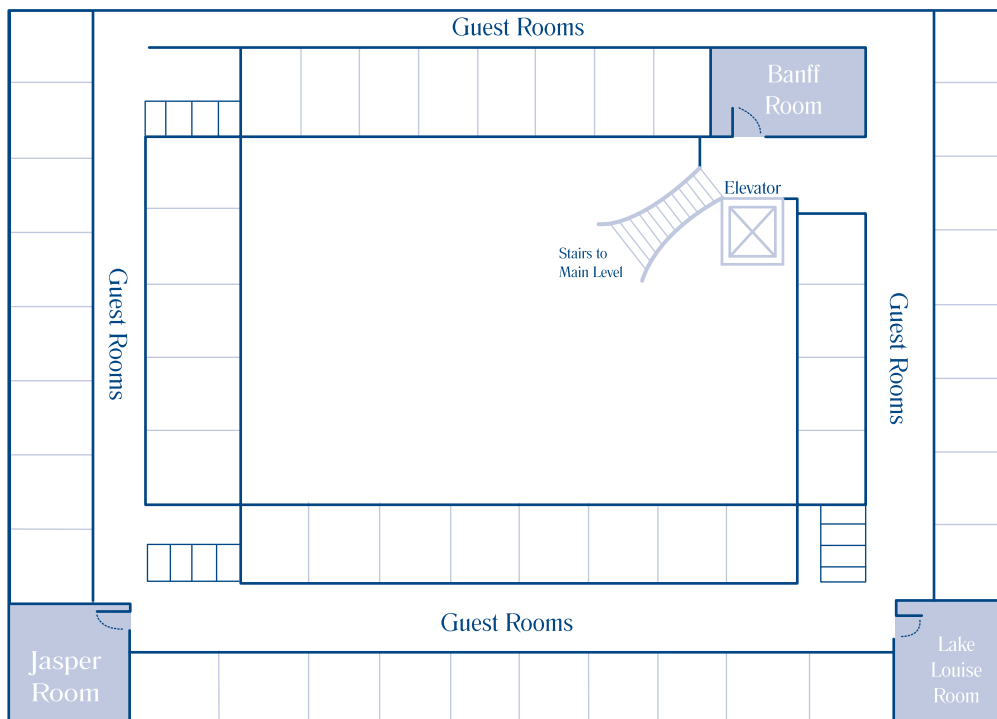 Guest Rooms
Banff
Room
Elevator
Stairs to
Main Level
Guest Rooms
Guest Rooms
Guest Rooms
Jasper
Room
Lake
Louise
Room